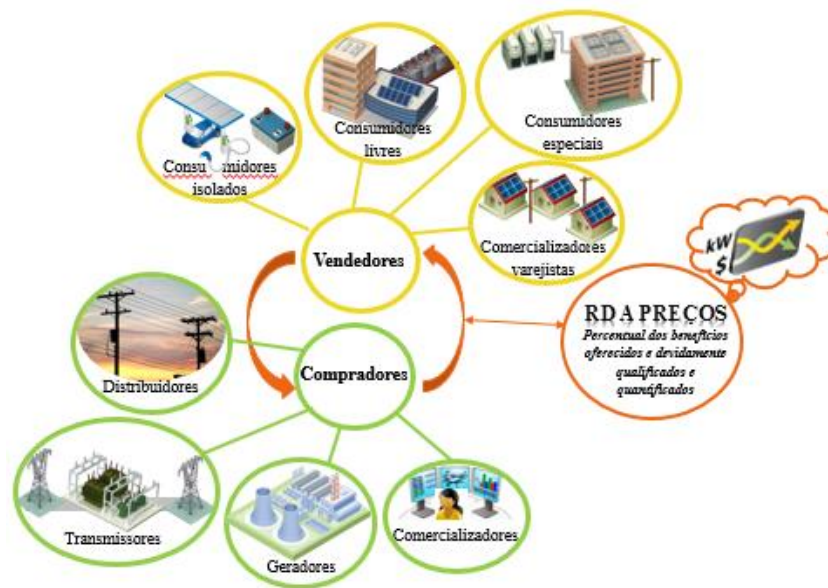 Consumidores
livres
Consumidores
especiais
Consu midores
isolados
Comercializadores
varejistas
Vendedores
kW
$
RD A PREÇOS
Percentual dos benefícios
oferecidos e devidamente
qualificados e
quantificados
Compradores
Distribuidores
Transmissores
Geradores
Comercializadores